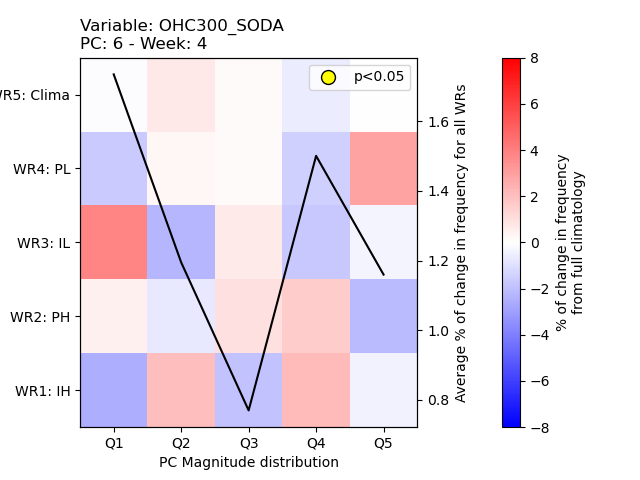 Variable: OHC300_SODA
PC: 6 - Week: 4
p<0.05
WR5: Clima
WR4: PL
WR3: IL
WR2: PH
WR1: IH
Q1 Q2 Q3 Q4 Q5
PC Magnitude distribution
1.6
1.4
1.2
1.0
0.8
Average % of change in frequency for all WRs
8
6
4
2
0
−2
−4
−6
−8
% of change in frequency
from full climatology